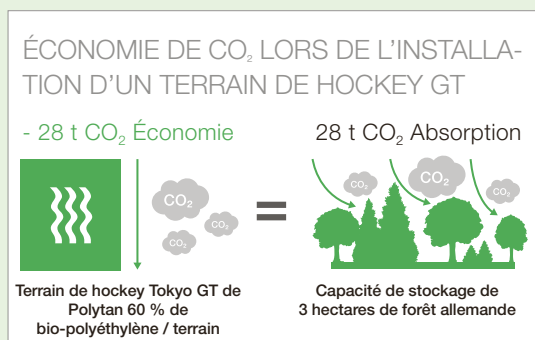 ÉCONOMIE DE CO₂ LORS DE L'INSTALLA-
TION D'UN TERRAIN DE HOCKEY GT
- 28 t CO₂ Économie
28 t CO₂ Absorption
CO₂
CO₂
CO₂
=
CO₂
CO₂
CO₂
Terrain de hockey Tokyo GT de
Polytan 60 % de
bio-polyéthylène / terrain
Capacité de stockage de
3 hectares de forêt allemande